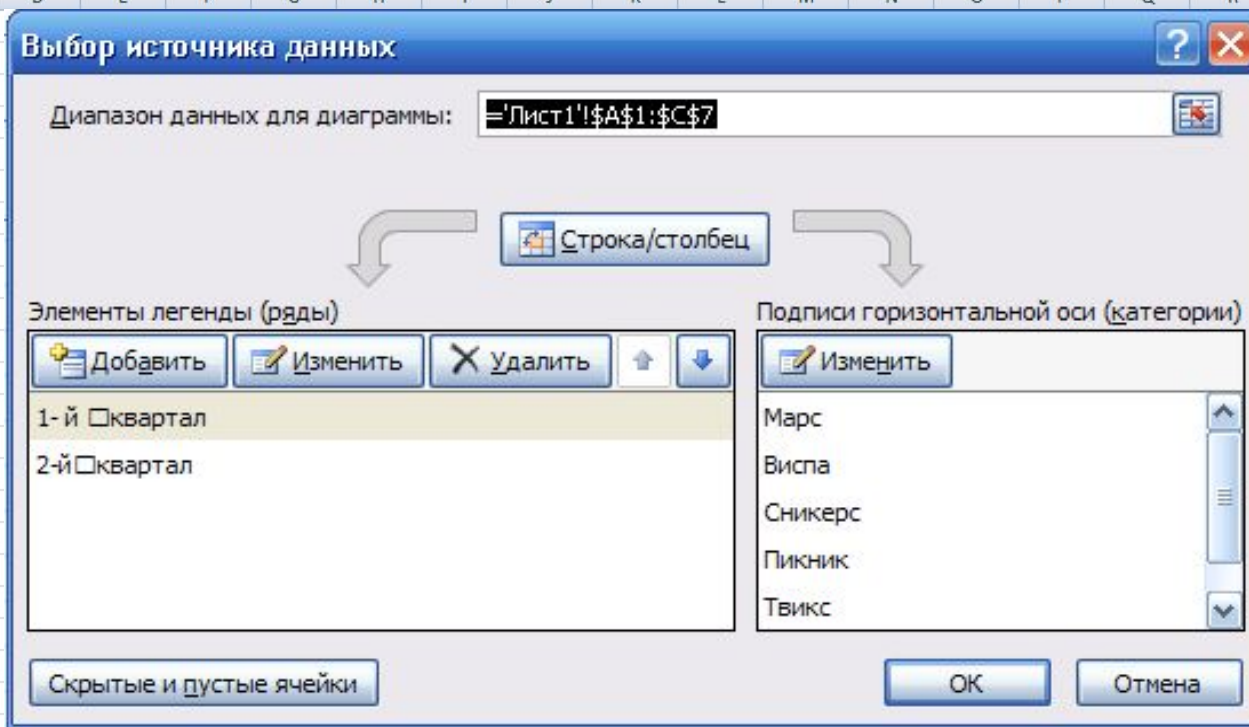 Выбор источника данных
Диапазон данных для диаграммы: ='Лист1'!$A$1:$C$7
Строка/столбец
Элементы легенды (ряды)
Подписи горизонтальной оси (категории)
Добавить Изменить Удалить
Изменить
1- й □квартал
2-й□квартал
Марс
Виспа
Сникерс
Пикник
Твикс
Скрытые и пустые ячейки
ОК Отмена